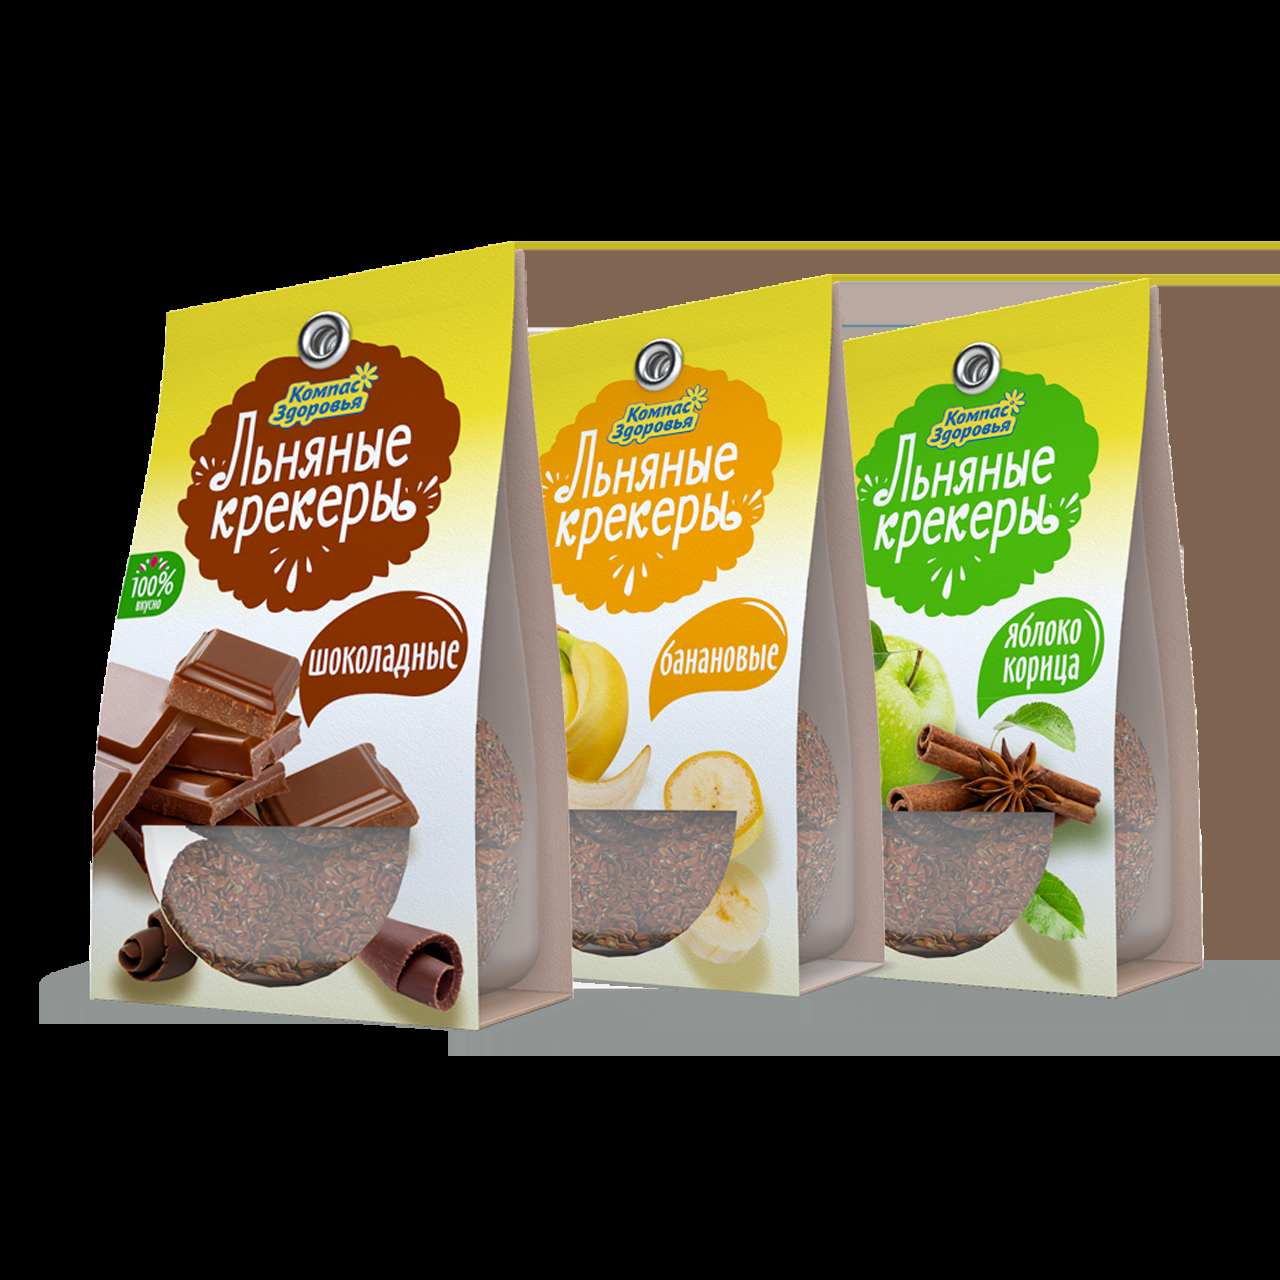 Компас
Здоровья
Льняные
крекеры
100%
вкусно
шоколадные
Компас
Здоровья
Льняные
крекеры
банановые
Компас
Здоровья
Льняные
крекеры
яблоко
корица